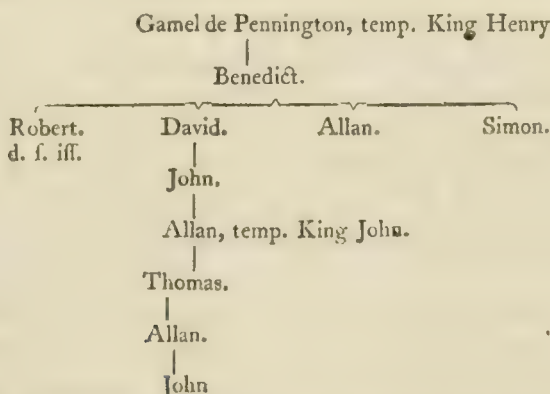 Gamel de Pennington, temp. King Henry
Benedict.
Robert. David. Allan. Simon.
d. ſ. iſſ.
John.
Allan, temp. King John.
Thomas.
Allan.
John